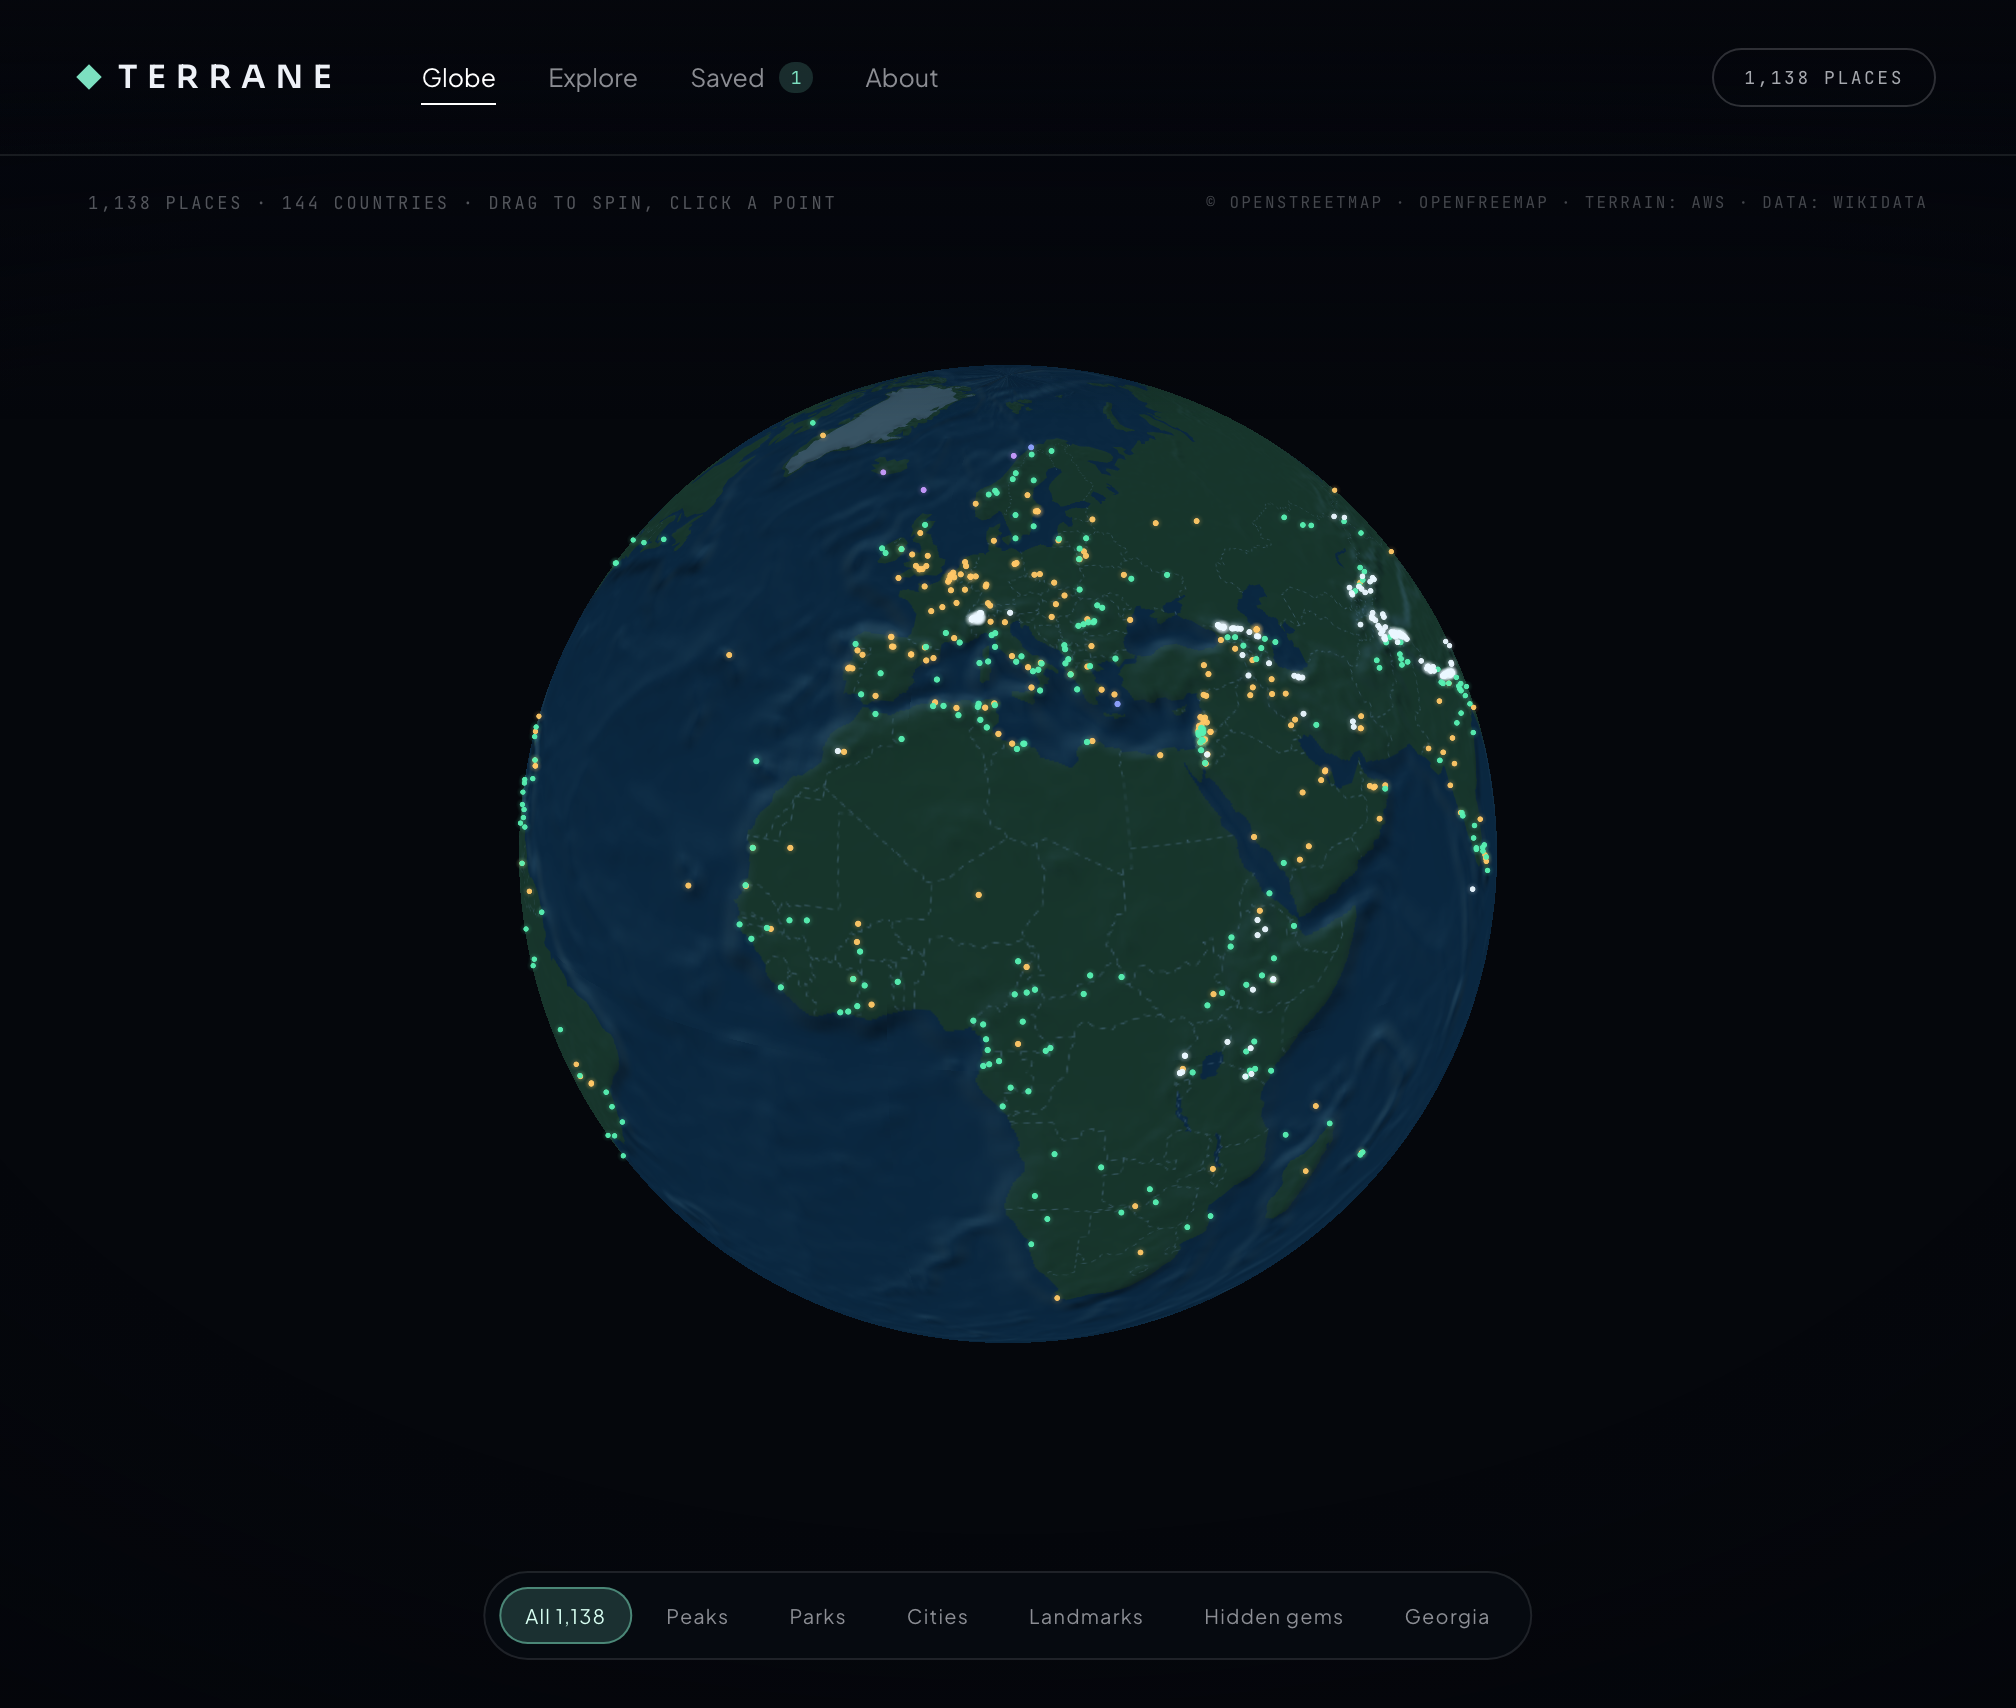 TERRANE
Globe
Explore
Saved 1
About
1,138 PLACES
1,138 PLACES · 144 COUNTRIES · DRAG TO SPIN, CLICK A POINT
© OPENSTREETMAP · OPENFREEMAP · TERRAIN: AWS · DATA: WIKIDATA
All 1,138
Peaks
Parks
Cities
Landmarks
Hidden gems
Georgia